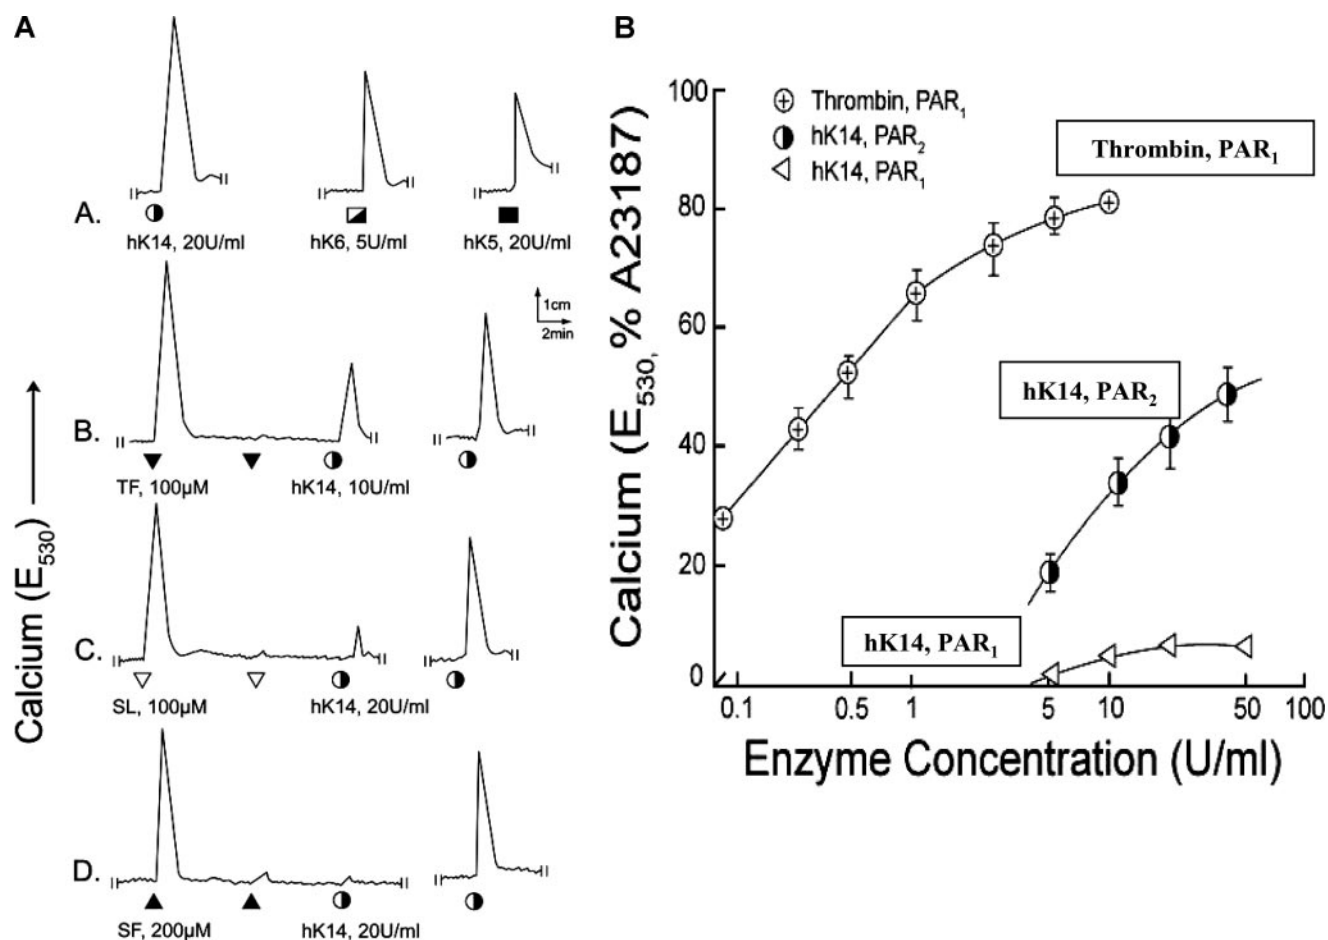 A
A.
hK14, 20U/ml
hK6, 5U/ml
hK5, 20U/ml
1cm
2min
B.
TF, 100μM
hK14, 10U/ml
C.
SL, 100μM
hK14, 20U/ml
D.
SF, 200μM
hK14, 20U/ml
Calcium (E530)
B
Thrombin, PAR1
hK14, PAR2
hK14, PAR1
Thrombin, PAR1
hK14, PAR2
hK14, PAR1
Calcium (E530, % A23187)
100
80
60
40
20
0
0.1 0.5 1 5 10 50 100
Enzyme Concentration (U/ml)